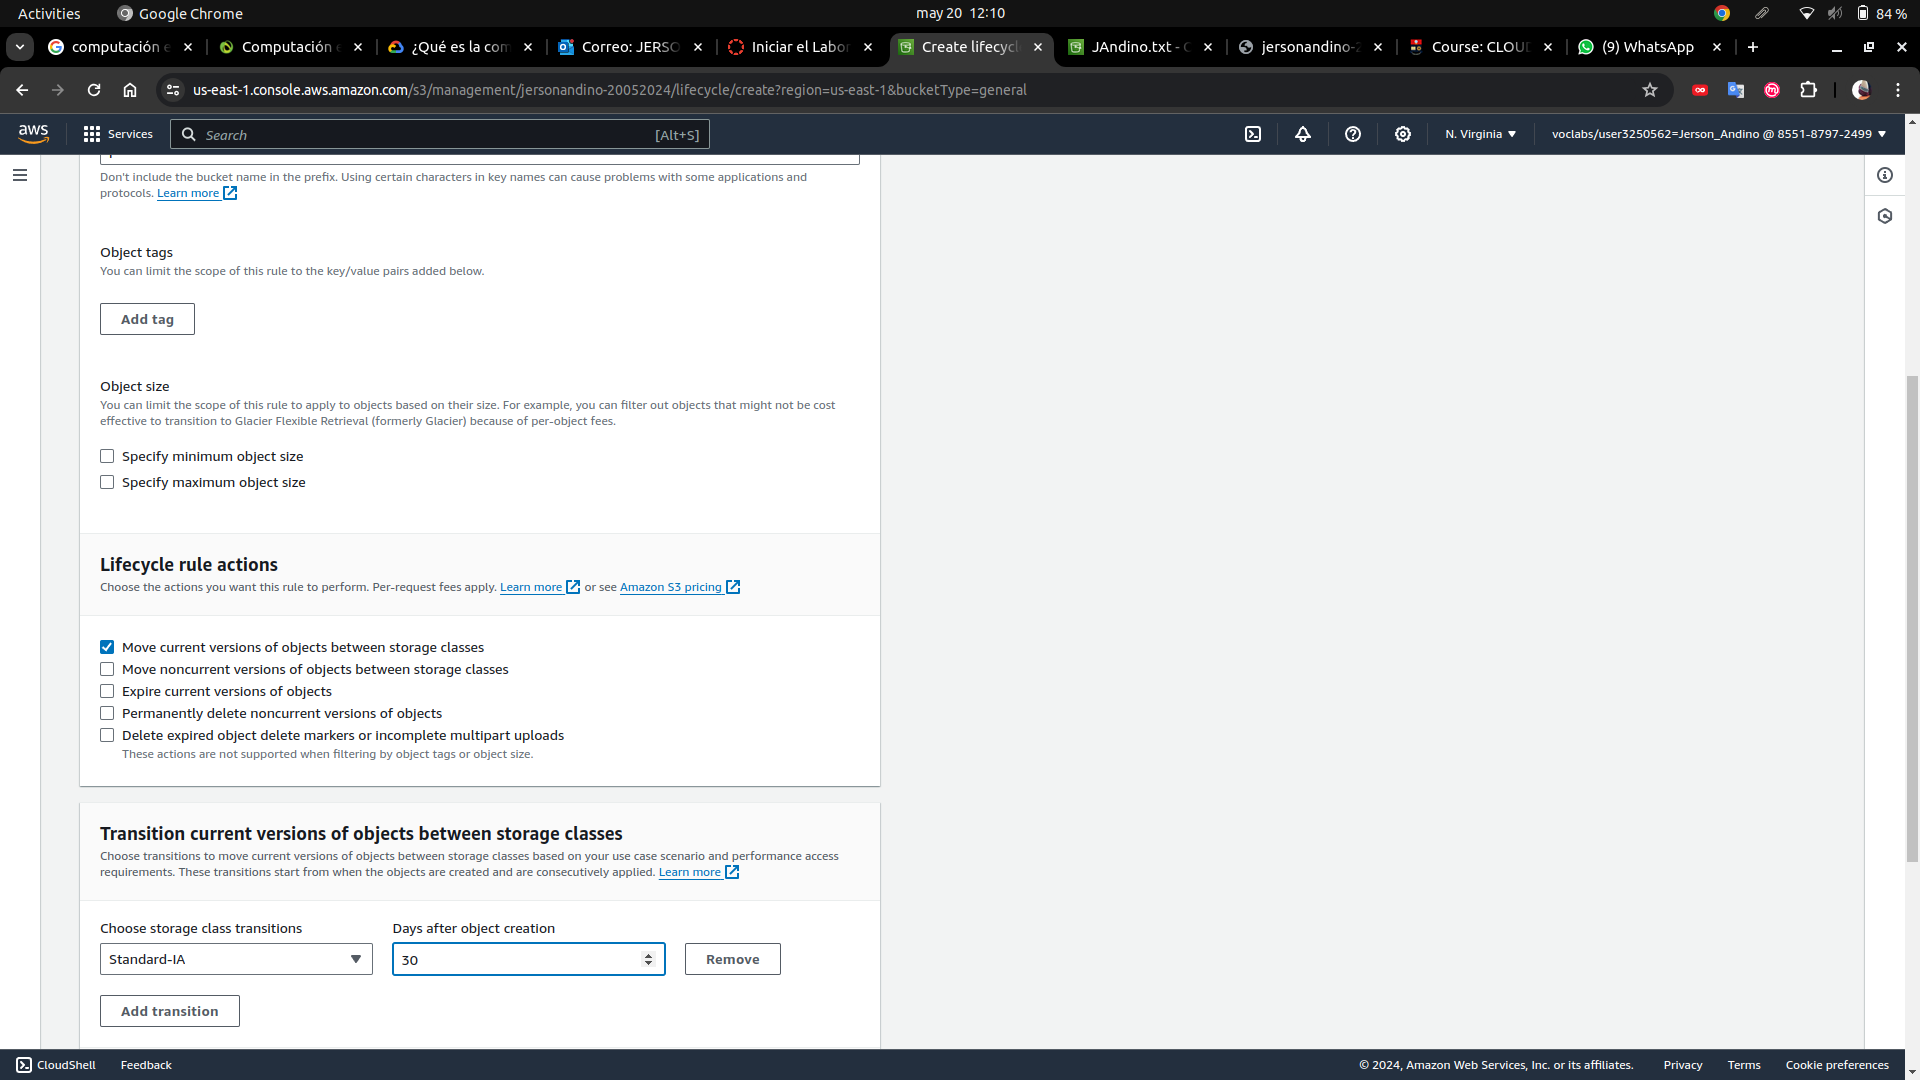 Activities
Google Chrome
may 20 12:10
84 %
computación e
Computación e
¿Qué es la com
Correo: JERSO
Iniciar el Labor
Create lifecycl
JAndino.txt - C
jersonandino-2
Course: CLOUD
(9) WhatsApp
us-east-1.console.aws.amazon.com/s3/management/jersonandino-20052024/lifecycle/create?region=us-east-1&bucketType=general
aws
Services
Search
[Alt+S]
N. Virginia
voclabs/user3250562=Jerson_Andino @ 8551-8797-2499
Don't include the bucket name in the prefix. Using certain characters in key names can cause problems with some applications and
protocols. Learn more
Object tags
You can limit the scope of this rule to the key/value pairs added below.
Add tag
Object size
You can limit the scope of this rule to apply to objects based on their size. For example, you can filter out objects that might not be cost
effective to transition to Glacier Flexible Retrieval (formerly Glacier) because of per-object fees.
Specify minimum object size
Specify maximum object size
Lifecycle rule actions
Choose the actions you want this rule to perform. Per-request fees apply. Learn more or see Amazon S3 pricing
Move current versions of objects between storage classes
Move noncurrent versions of objects between storage classes
Expire current versions of objects
Permanently delete noncurrent versions of objects
Delete expired object delete markers or incomplete multipart uploads
These actions are not supported when filtering by object tags or object size.
Transition current versions of objects between storage classes
Choose transitions to move current versions of objects between storage classes based on your use case scenario and performance access
requirements. These transitions start from when the objects are created and are consecutively applied. Learn more
Choose storage class transitions
Days after object creation
Standard-IA
30
Remove
Add transition
CloudShell
Feedback
© 2024, Amazon Web Services, Inc. or its affiliates.
Privacy
Terms
Cookie preferences